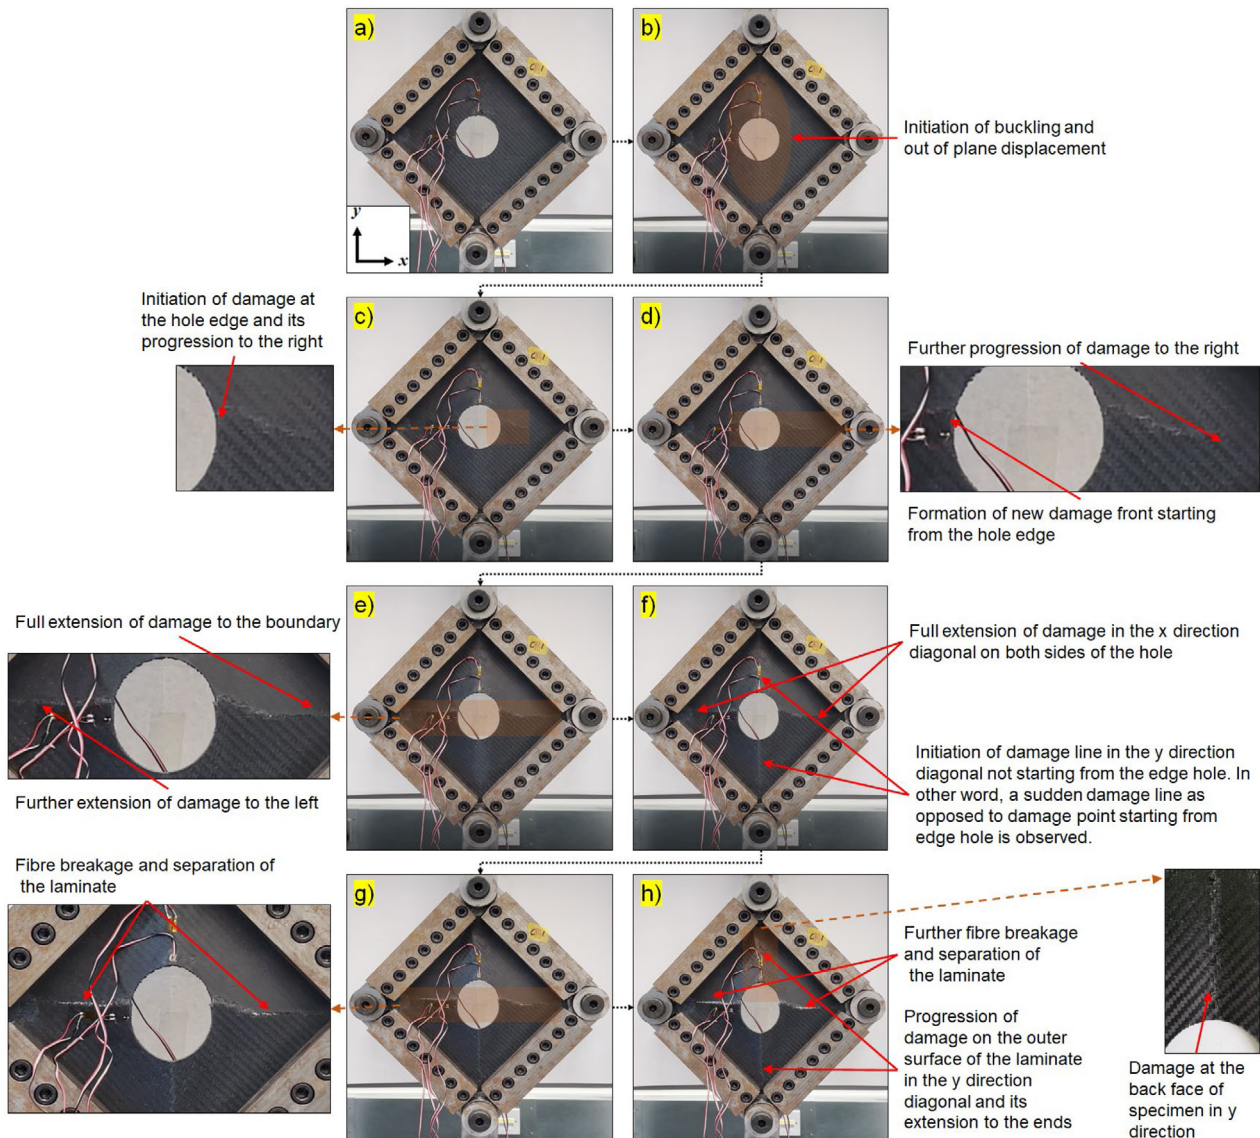 a)
b)
Initiation of buckling and
out of plane displacement
y
x
Initiation of damage at
the hole edge and its
progression to the right
c)
d)
Further progression of damage to the right
Formation of new damage front starting
from the hole edge
Full extension of damage to the boundary
e)
f)
Full extension of damage in the x direction
diagonal on both sides of the hole
Further extension of damage to the left
Initiation of damage line in the y direction
diagonal not starting from the edge hole. In
other word, a sudden damage line as
opposed to damage point starting from
edge hole is observed.
Fibre breakage and separation of
the laminate
g)
h)
Further fibre breakage
and separation of
the laminate
Progression of
damage on the outer
surface of the laminate
in the y direction
diagonal and its
extension to the ends
Damage at the
back face of
specimen in y
direction